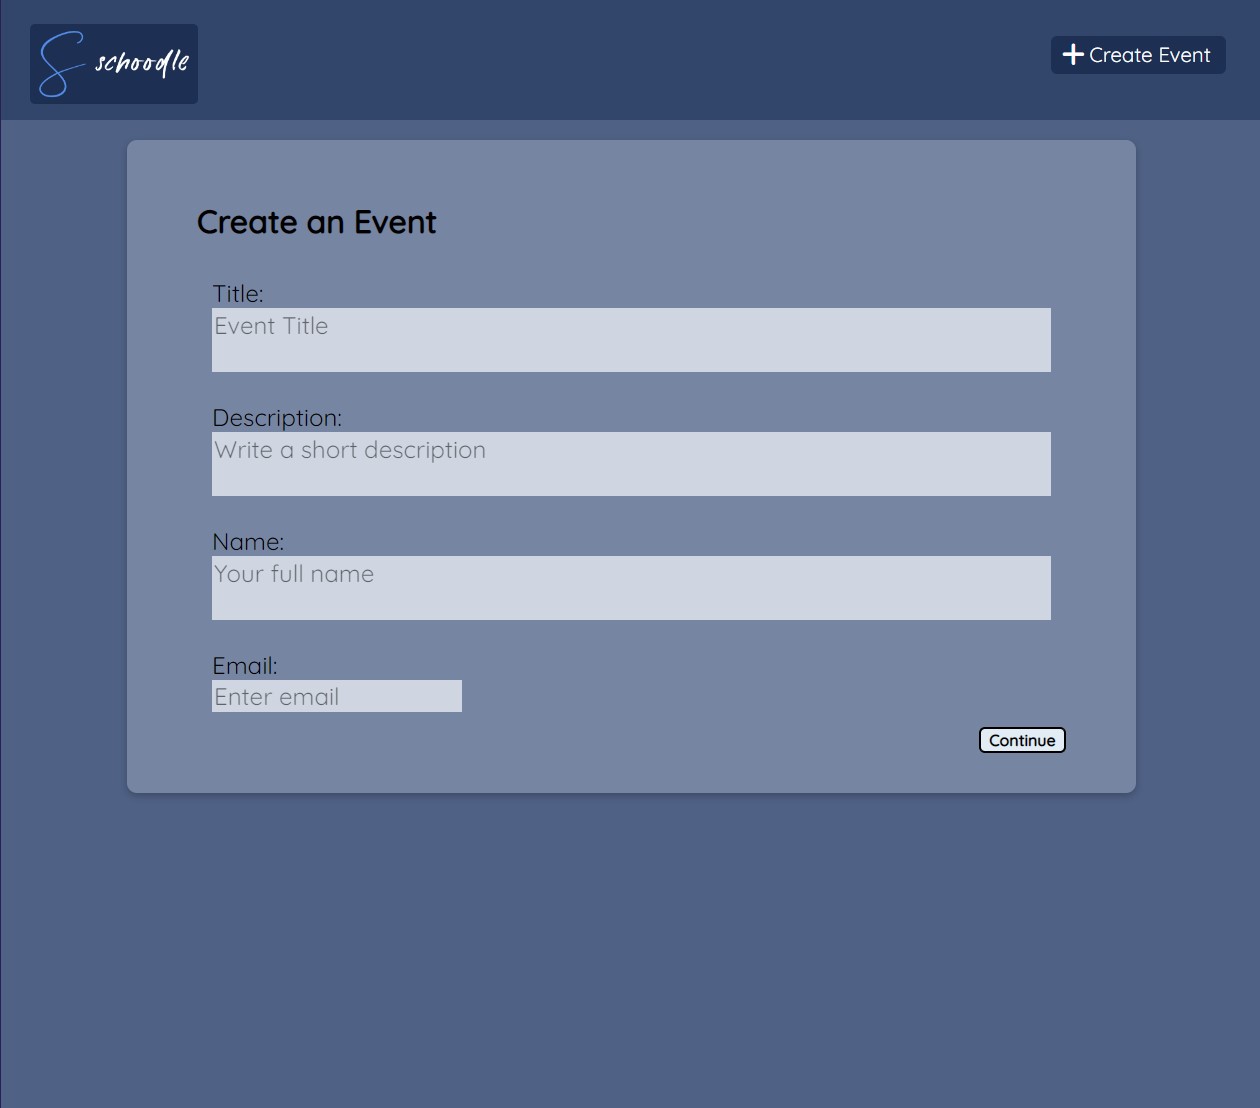 schoodle
Create Event
Create an Event
Title:
Event Title
Description:
Write a short description
Name:
Your full name
Email:
Enter email
Continue